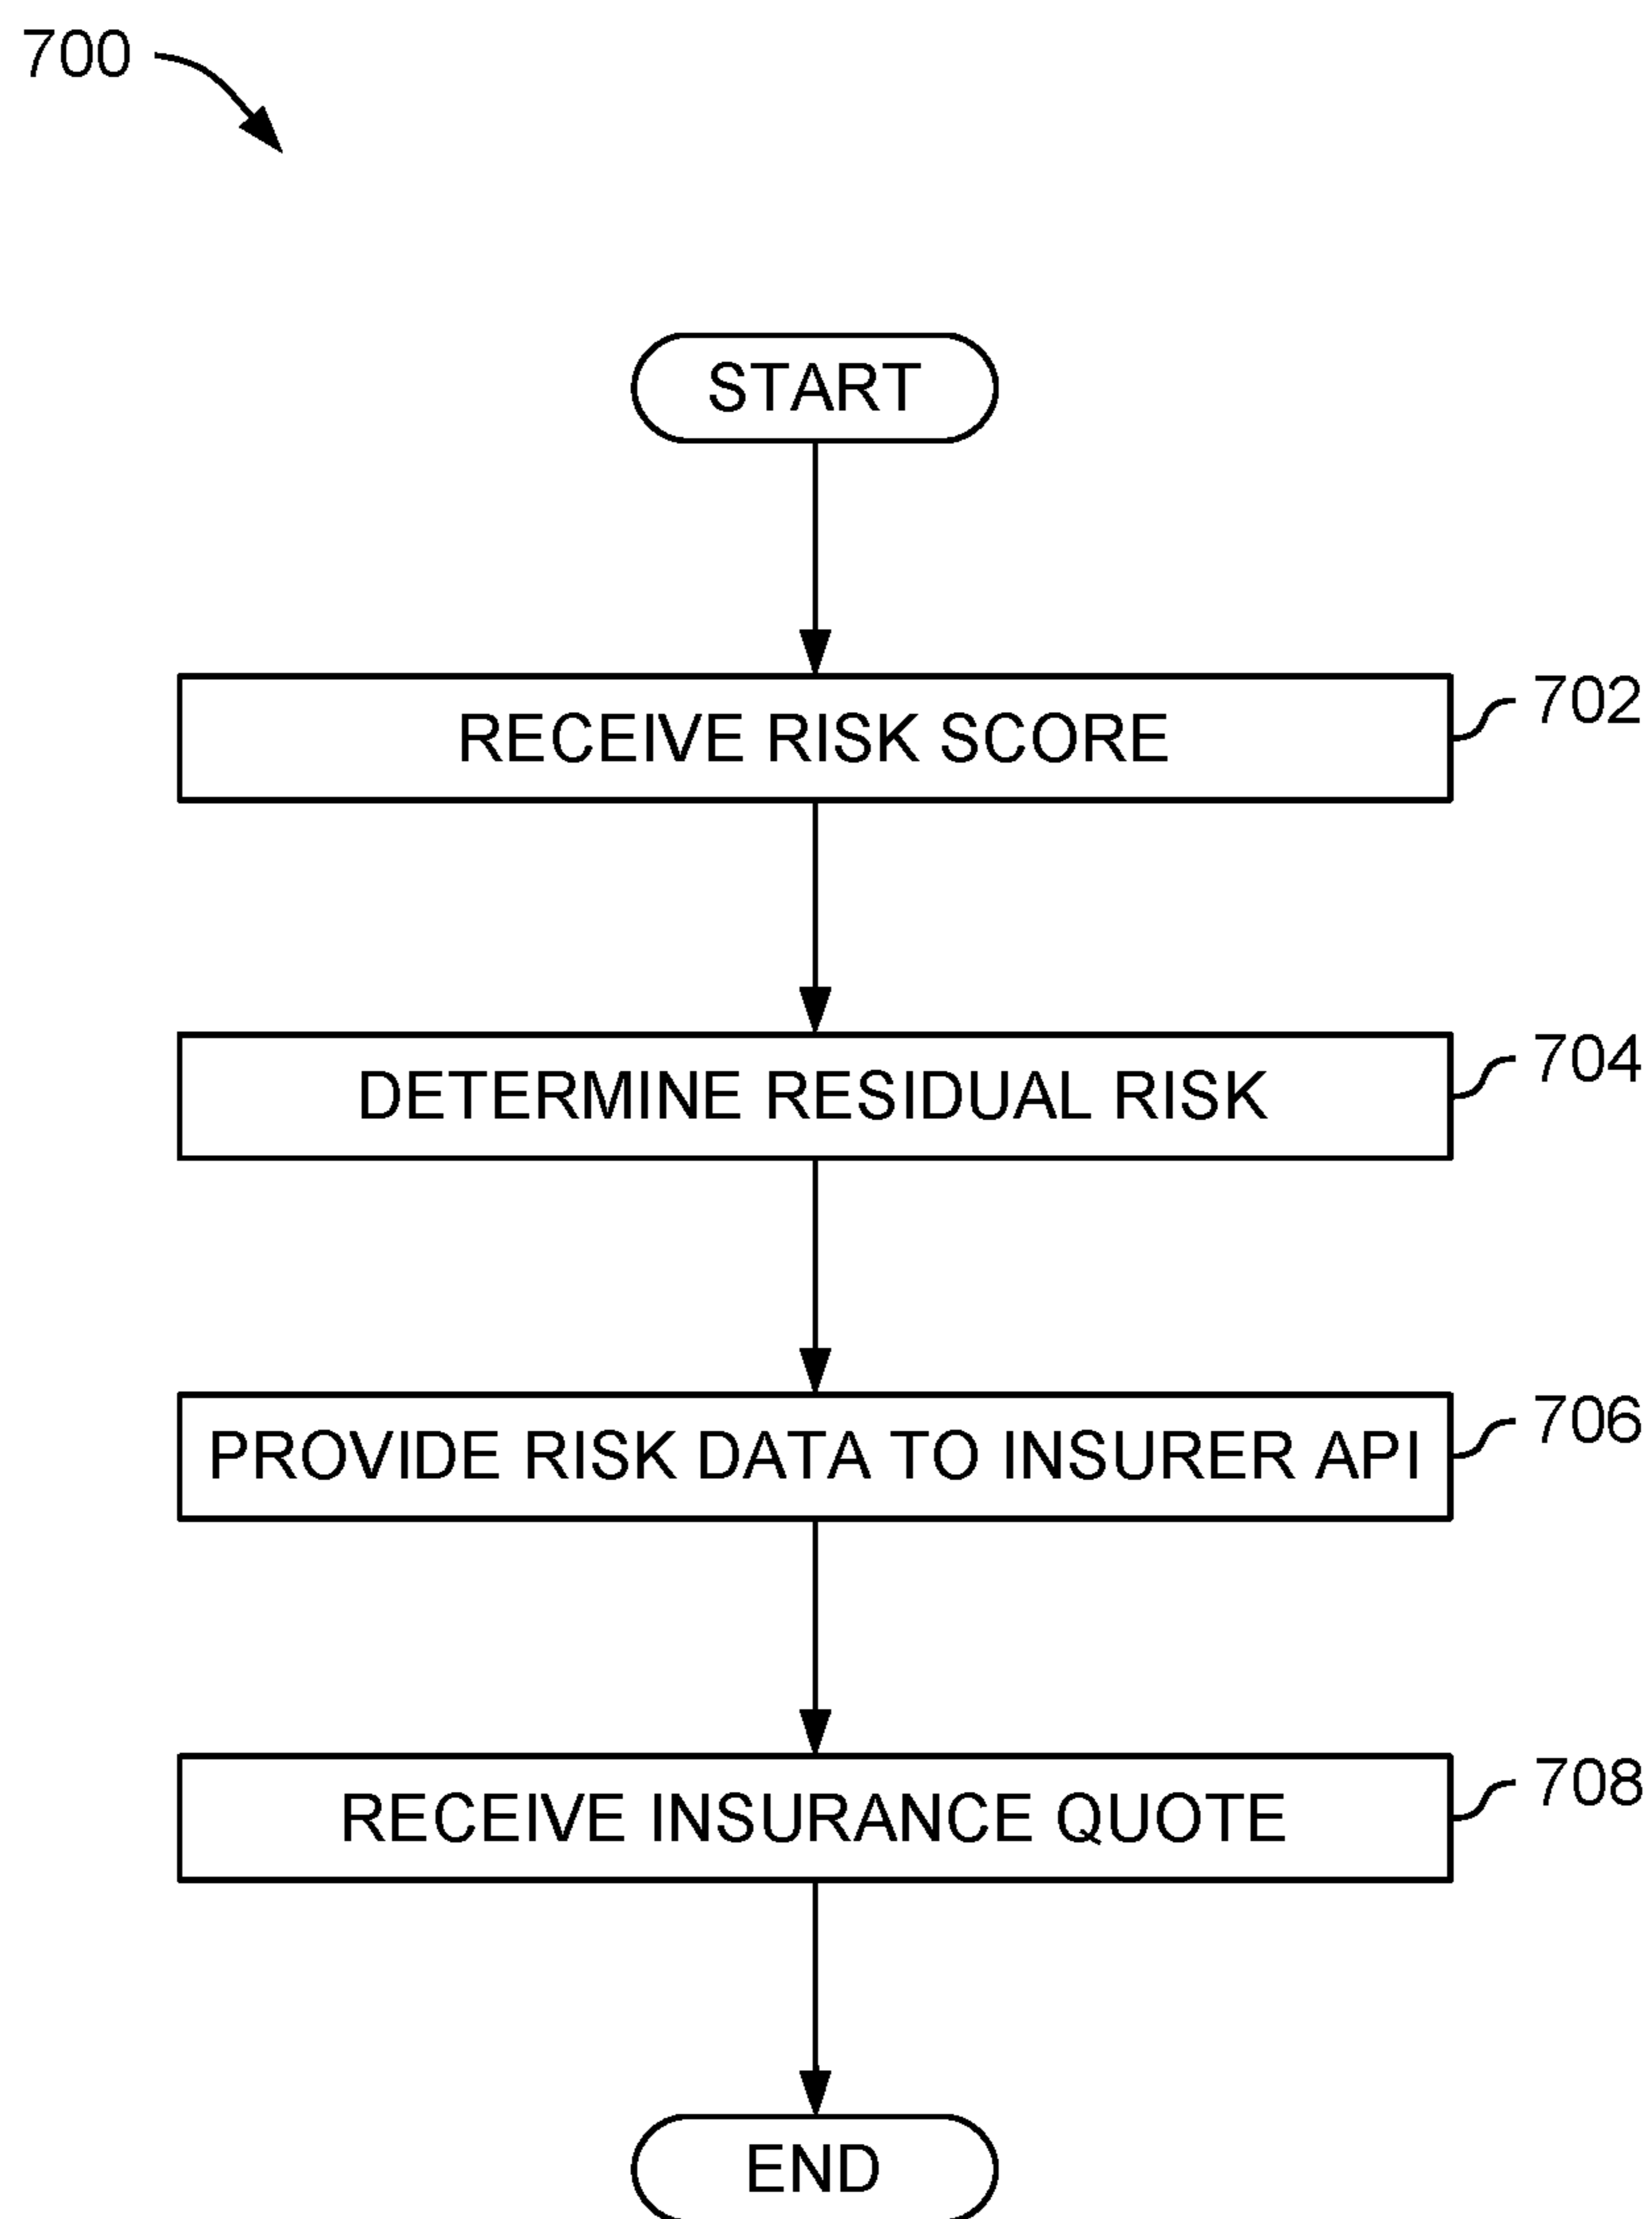 700
START
RECEIVE RISK SCORE
702
DETERMINE RESIDUAL RISK
704
PROVIDE RISK DATA TO INSURER API
706
RECEIVE INSURANCE QUOTE
708
END